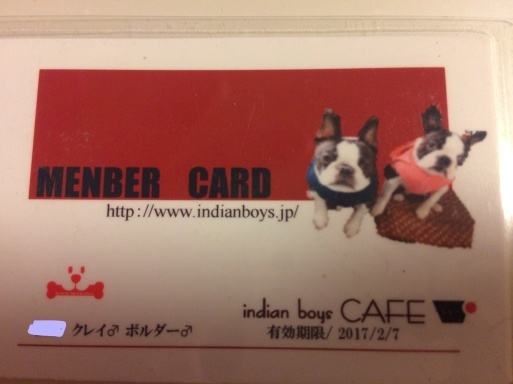 MENBER CARD
http://www.indianboys.jp/
indian boys CAFE
クレイ♂ ボルダー♂ 有効期限/ 2017/2/7